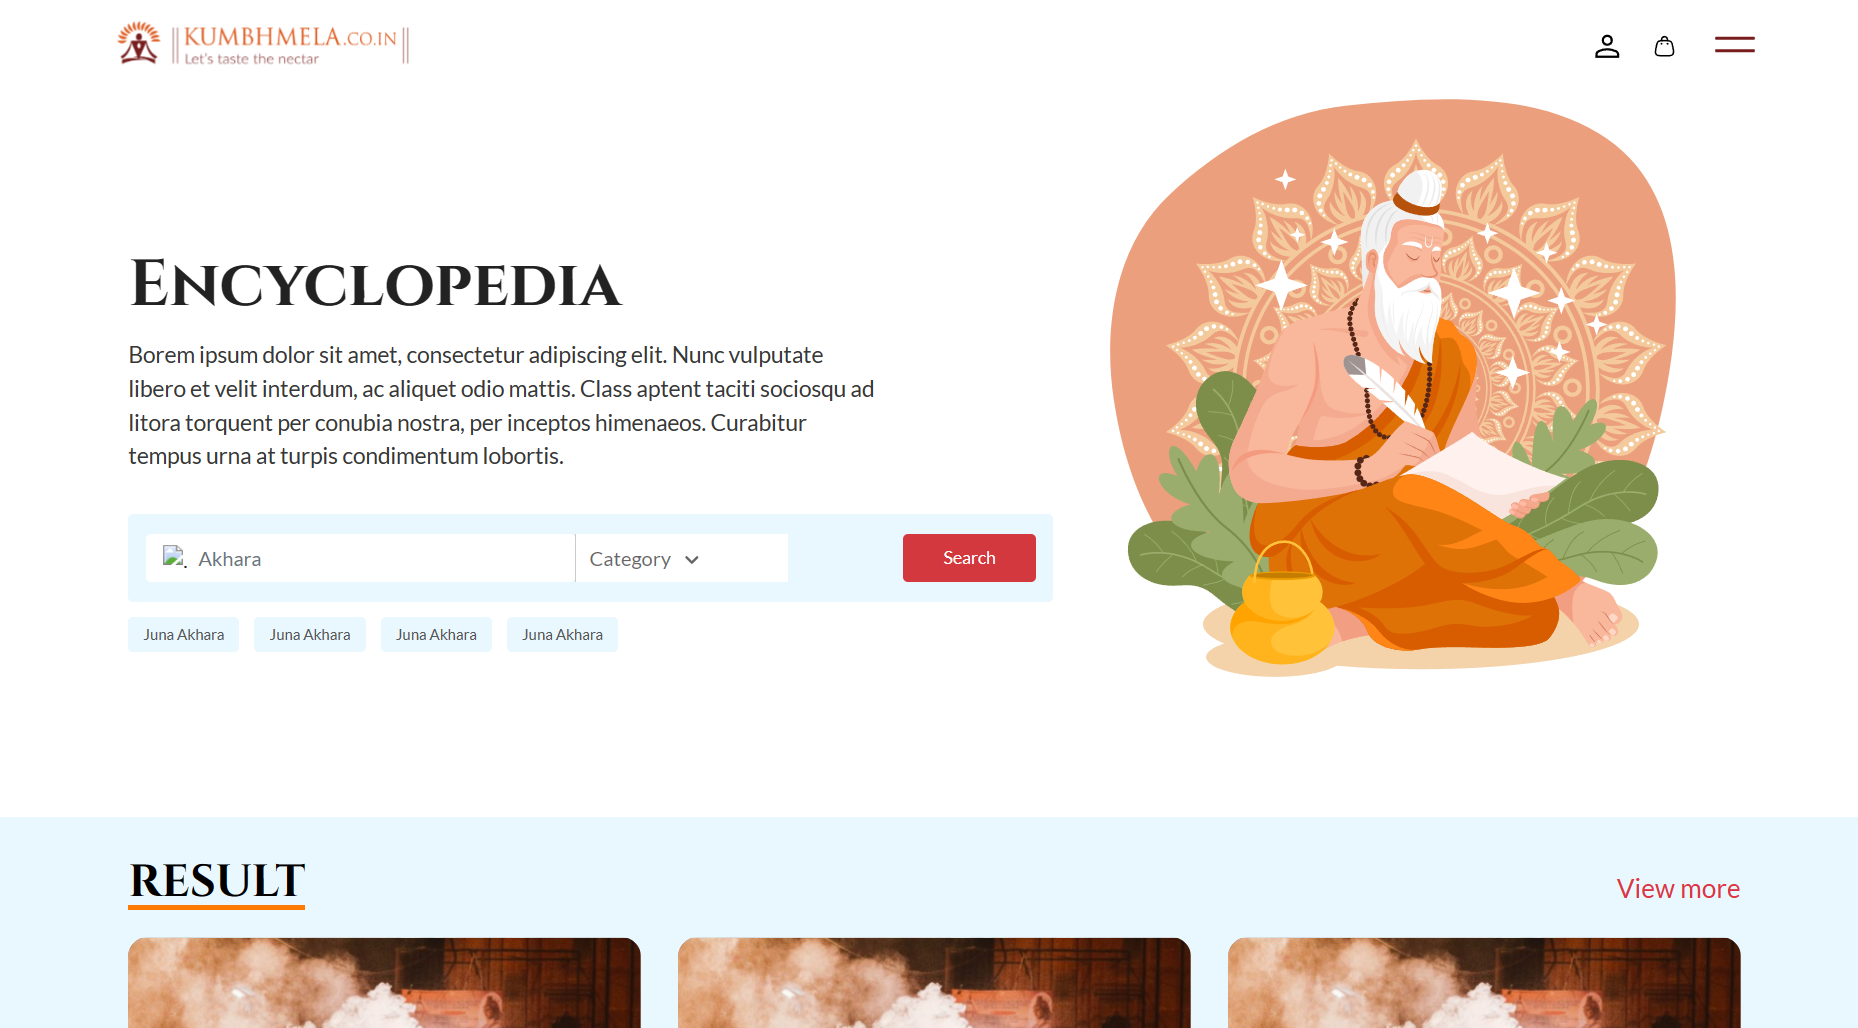 KUMBHMELA.CO.IN
Let's taste the nectar
ENCYCLOPEDIA
Borem ipsum dolor sit amet, consectetur adipiscing elit. Nunc vulputate
libero et velit interdum, ac aliquet odio mattis. Class aptent taciti sociosqu ad
litora torquent per conubia nostra, per inceptos himenaeos. Curabitur
tempus urna at turpis condimentum lobortis.
Akhara
Category
Search
Juna Akhara
Juna Akhara
Juna Akhara
Juna Akhara
RESULT
View more